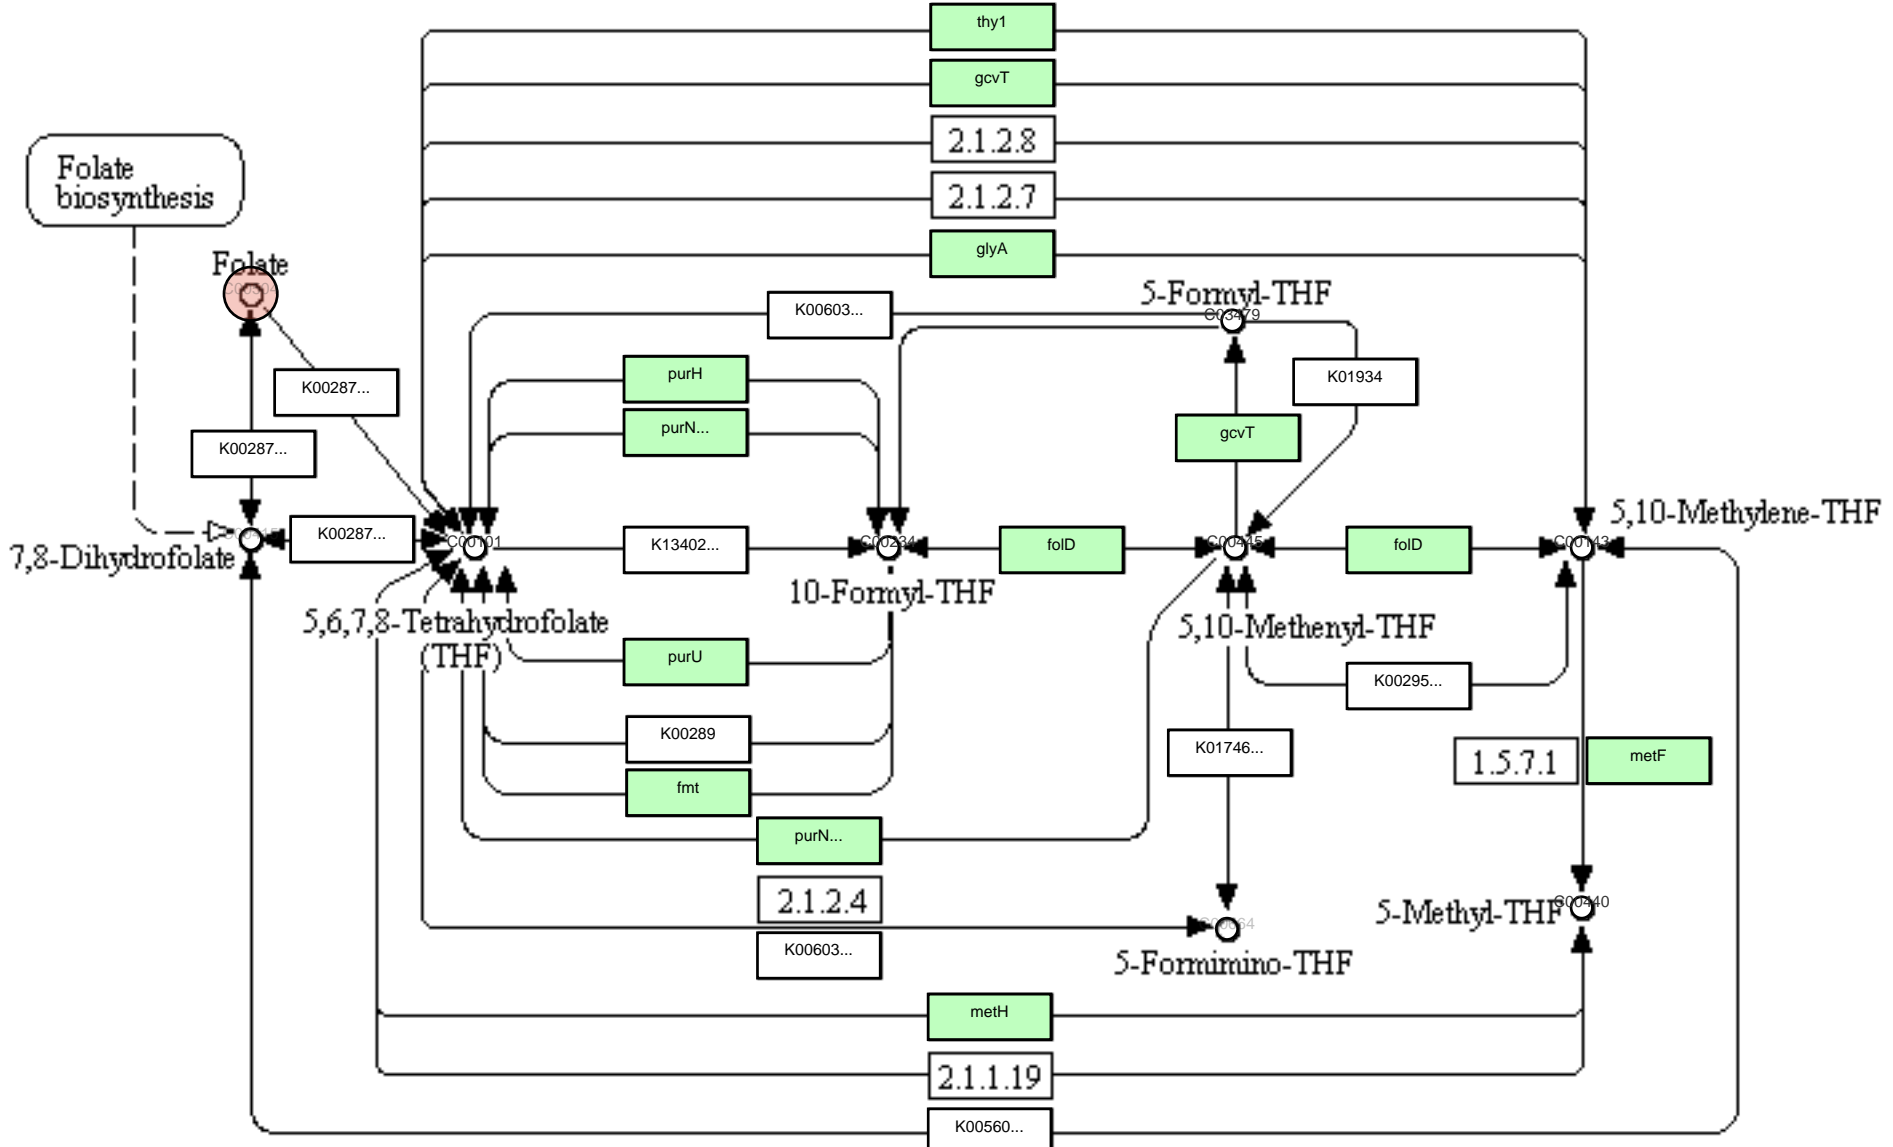 thy1
gcvT
2.1.2.8
2.1.2.7
glyA
Folate
biosynthesis
Folate
5-Formyl-THF
C03479
K00603...
K01934
K00287...
purH
purN...
gcvT
K00287...
K00287...
K13402...
folD
folD
5,10-Methylene-THF
7,8-Dihydrofolate
C00101
C00234
C00445
C00143
10-Formyl-THF
5,6,7,8-Tetrahydrofolate
(THF)
5,10-Methenyl-THF
purU
K00295...
K00289
K01746...
1.5.7.1
metF
fmt
purN...
2.1.2.4
K00603...
5-Methyl-THF
C00440
5-Formimino-THF
metH
2.1.1.19
K00560...